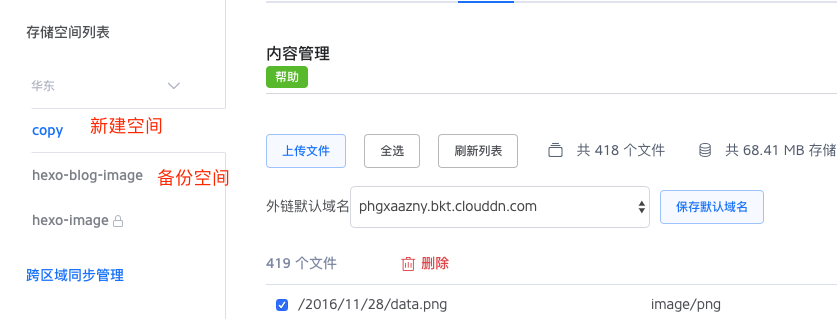 存储空间列表
华东
copy 新建空间
hexo-blog-image 备份空间
hexo-image
跨区域同步管理
内容管理
帮助
上传文件 全选 刷新列表 共 418 个文件 共 68.41 MB 存储
外链默认域名 phgxaazny.bkt.clouddn.com 保存默认域名
419 个文件 删除
/2016/11/28/data.png image/png